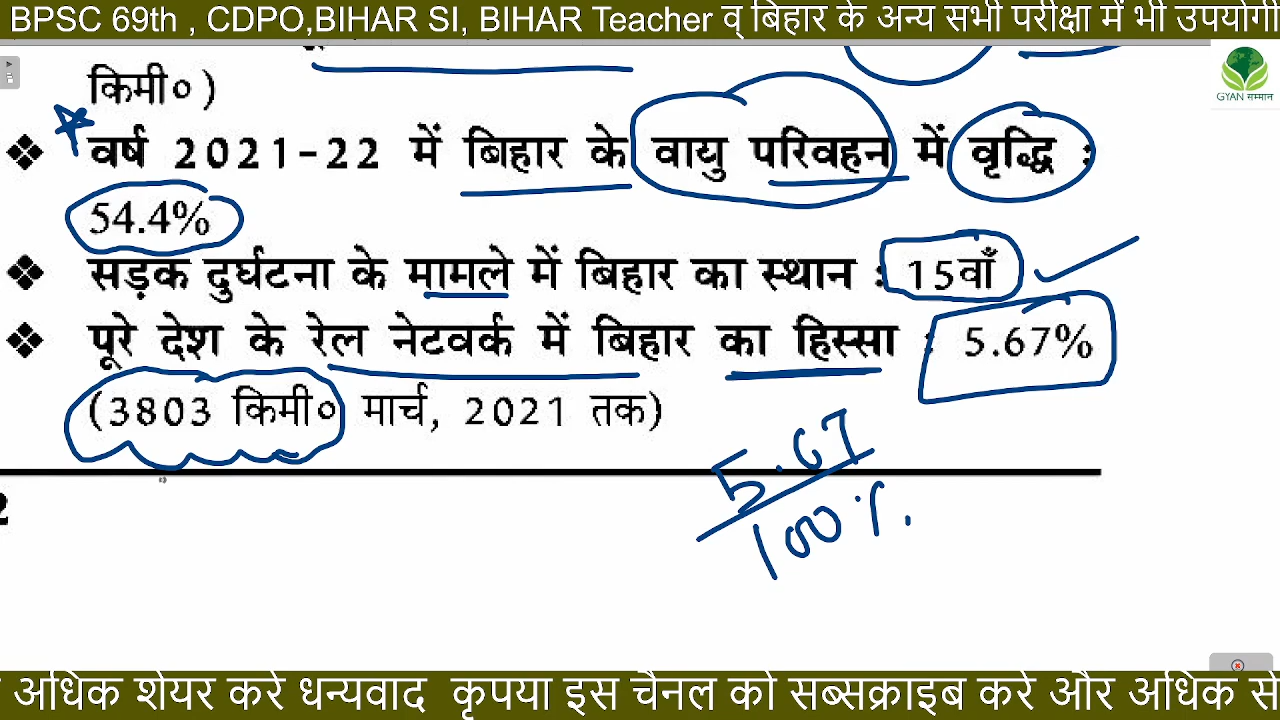 BPSC 69th , CDPO,BIHAR SI, BIHAR Teacher व् बिहार के अन्य सभी परीक्षा में भी उपयोगी
किमी०)
GYAN सम्मान
❖ वर्ष 2021-22 में बिहार के वायु परिवहन में वृद्धि :
54.4%
❖ सड़क दुर्घटना के मामले में बिहार का स्थान : 15वाँ
❖ पूरे देश के रेल नेटवर्क में बिहार का हिस्सा : 5.67%
(3803 किमी० मार्च, 2021 तक)
5.67
100%.
2
अधिक शेयर करे धन्यवाद कृपया इस चैनल को सब्सक्राइब करे और अधिक से